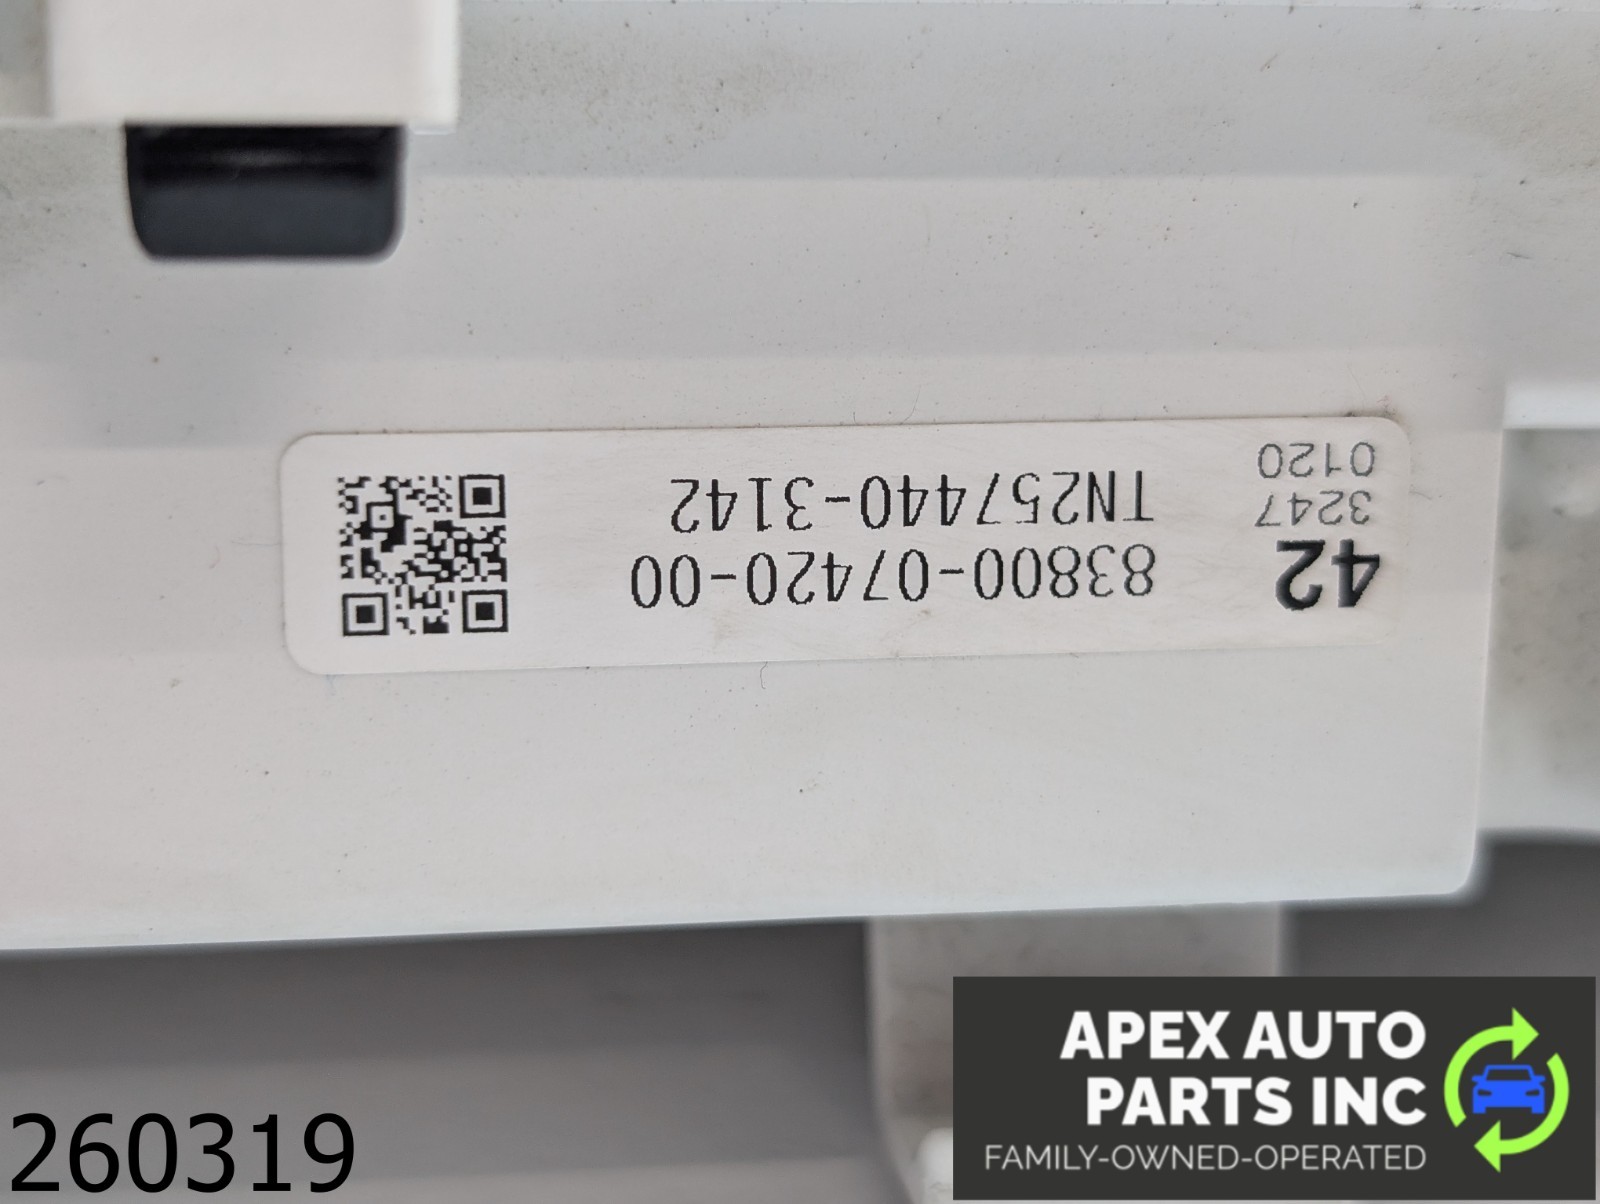 42
83800-07420-00
TN257440-3142
3247
0120
260319
APEX AUTO
PARTS INC
FAMILY-OWNED-OPERATED